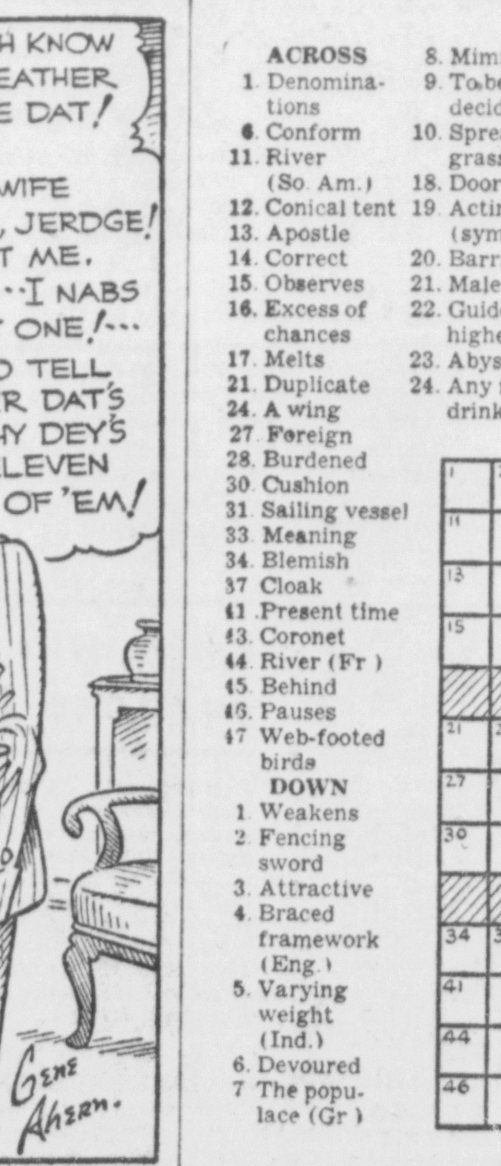 H KNOW
EATHER
E DAT!
WIFE
, JERDGE!
T ME.
··I NABS
T ONE!---
D TELL
R DAT'S
HY DEY'S
LEVEN
OF 'EM!
GENE
AHERN.
ACROSS
1. Denomina-
tions
6. Conform
11. River
(So. Am.)
12. Conical tent
13. Apostle
14. Correct
15. Observes
16. Excess of
chances
17. Melts
21. Duplicate
24. A wing
27. Foreign
28. Burdened
30. Cushion
31. Sailing vessel
33. Meaning
34. Blemish
37 Cloak
41. Present time
43. Coronet
44. River (Fr )
45. Behind
46. Pauses
47 Web-footed
birds
DOWN
1. Weakens
2. Fencing
sword
3. Attractive
4. Braced
framework
(Eng.)
5. Varying
weight
(Ind.)
6. Devoured
7 The popu-
lace (Gr )
8. Mimi
9. To be
decid
10. Sprea
grass
18. Door
19. Actin
(sym
20. Barr
21. Male
22. Guide
highe
23. Abys
24. Any
drink
1
11
13
15
21
27
30
34
41
44
46